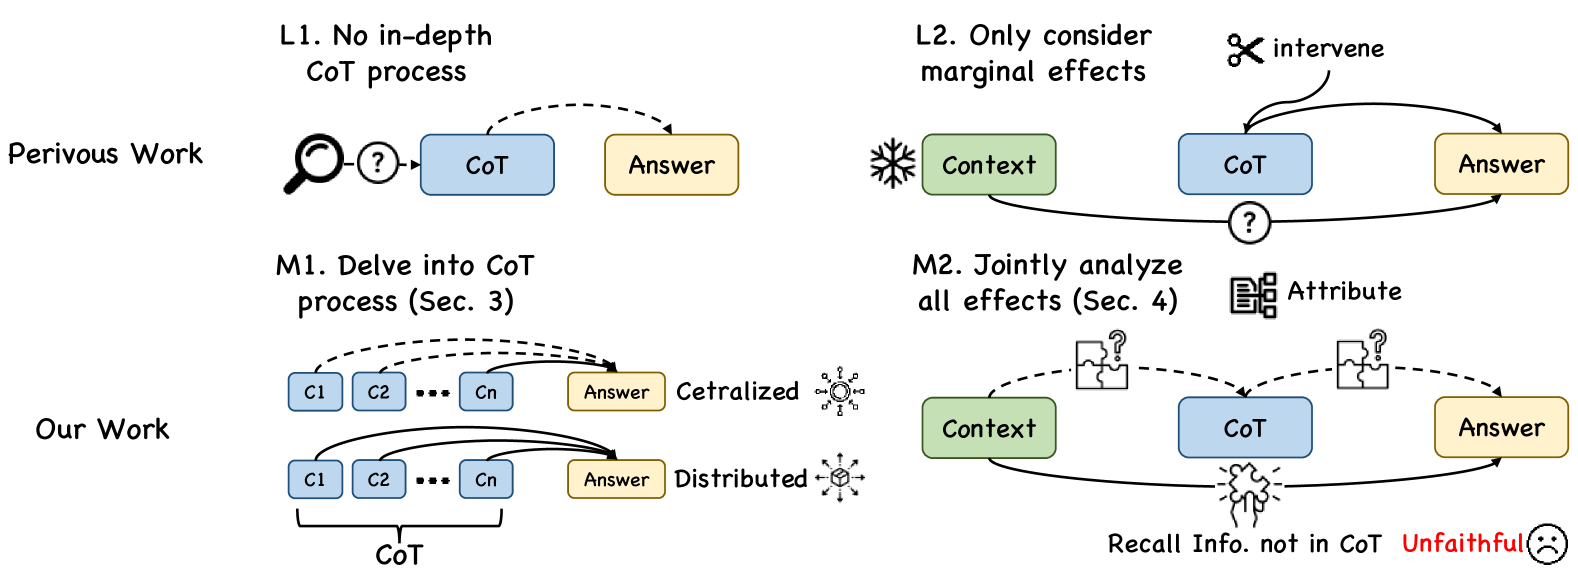 L1. No in-depth
CoT process
L2. Only consider
marginal effects
intervene
Perivous Work
?
CoT
Answer
Context
CoT
Answer
?
M1. Delve into CoT
process (Sec. 3)
M2. Jointly analyze
all effects (Sec. 4)
Attribute
Our Work
C1
C2
Cn
Answer
Cetralized
C1
C2
Cn
Answer
Distributed
CoT
?
?
Context
CoT
Answer
Recall Info. not in CoT Unfaithful